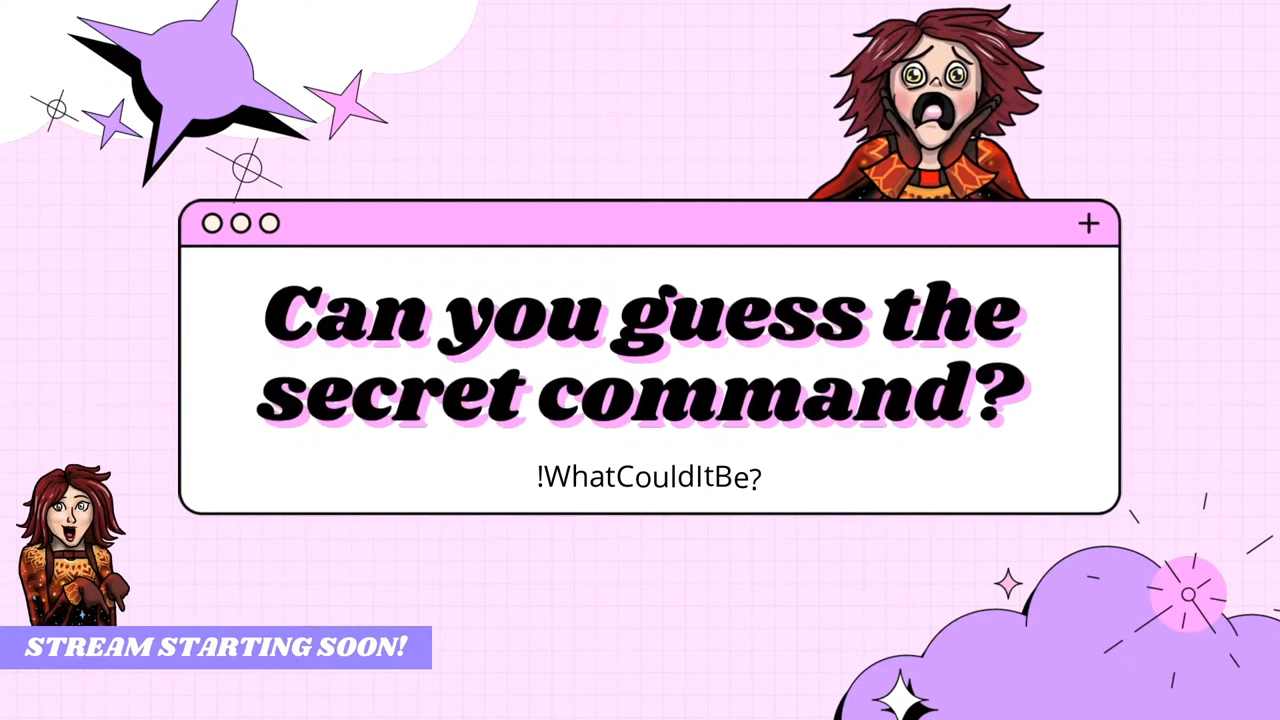 Can you guess the
secret command?
!WhatCouldItBe?
STREAM STARTING SOON!